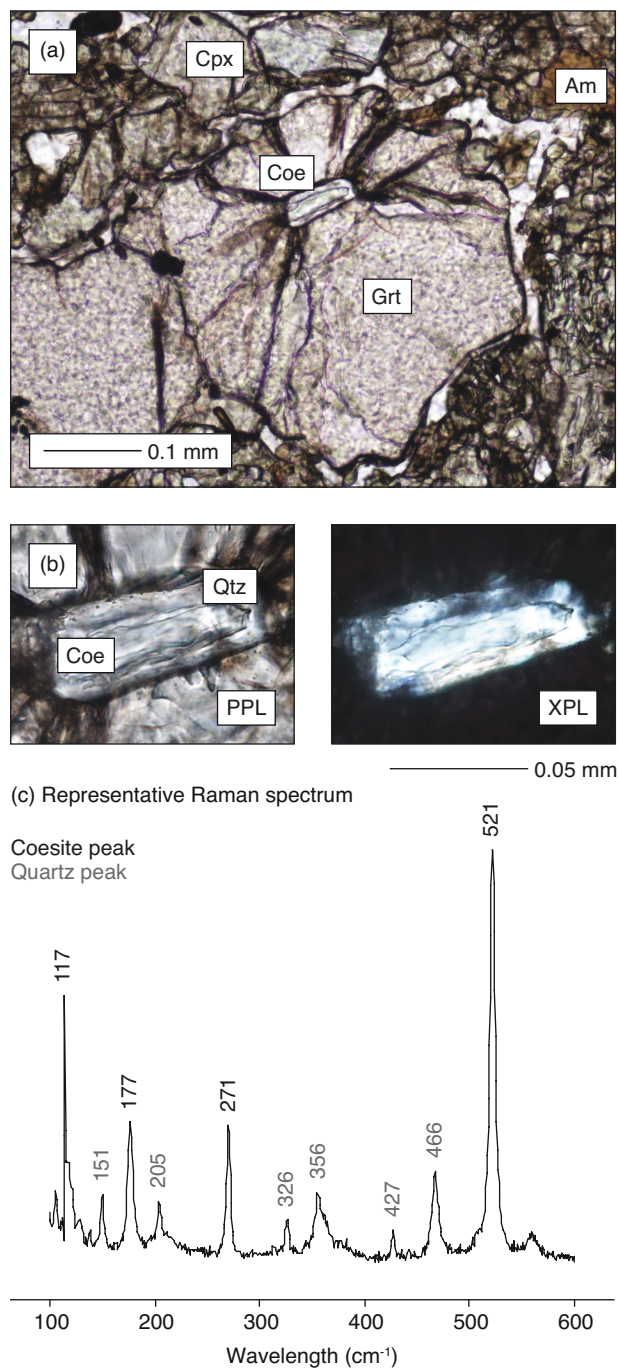 (a)
Cpx
Am
Coe
Grt
0.1 mm
(b)
Qtz
Coe
PPL
XPL
0.05 mm
(c) Representative Raman spectrum
Coesite peak
Quartz peak
117
151
177
205
271
326
356
427
466
521
100 200 300 400 500 600
Wavelength (cm⁻¹)